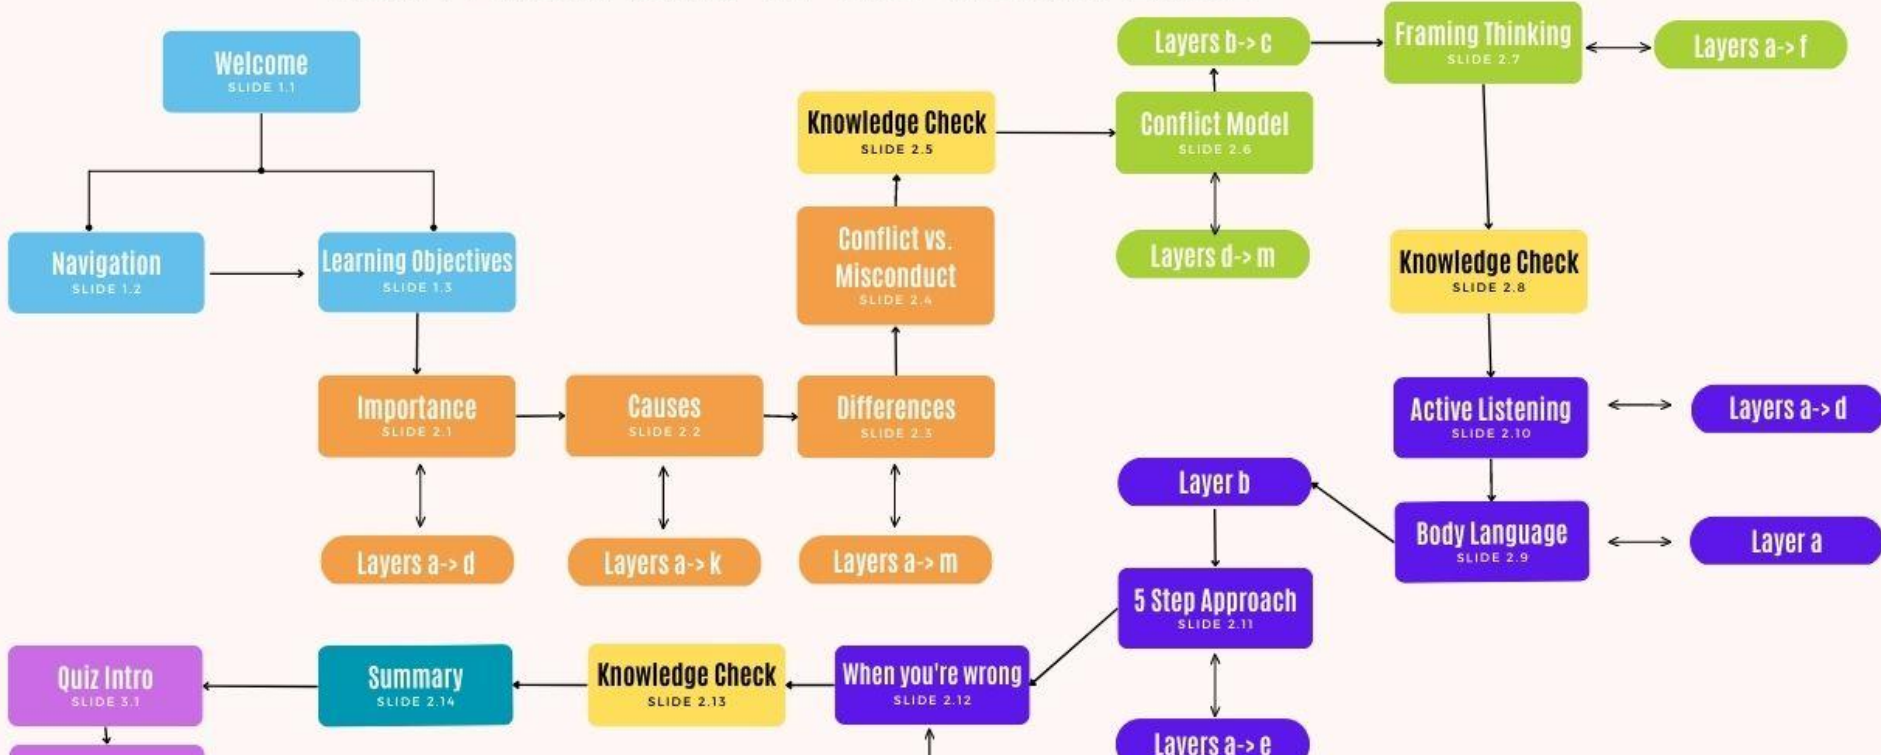 Welcome
SLIDE 1.1
Navigation
SLIDE 1.2
Learning Objectives
SLIDE 1.3
Importance
SLIDE 2.1
Layers a-> d
Causes
SLIDE 2.2
Layers a-> k
Differences
SLIDE 2.3
Layers a-> m
Conflict vs.
Misconduct
SLIDE 2.4
Knowledge Check
SLIDE 2.5
Conflict Model
SLIDE 2.6
Layers d-> m
Layers b-> c
Framing Thinking
SLIDE 2.7
Layers a-> f
Knowledge Check
SLIDE 2.8
Active Listening
SLIDE 2.10
Layers a-> d
Body Language
SLIDE 2.9
Layer a
Layer b
5 Step Approach
SLIDE 2.11
Layers a-> e
When you're wrong
SLIDE 2.12
Knowledge Check
SLIDE 2.13
Summary
SLIDE 2.14
Quiz Intro
SLIDE 3.1